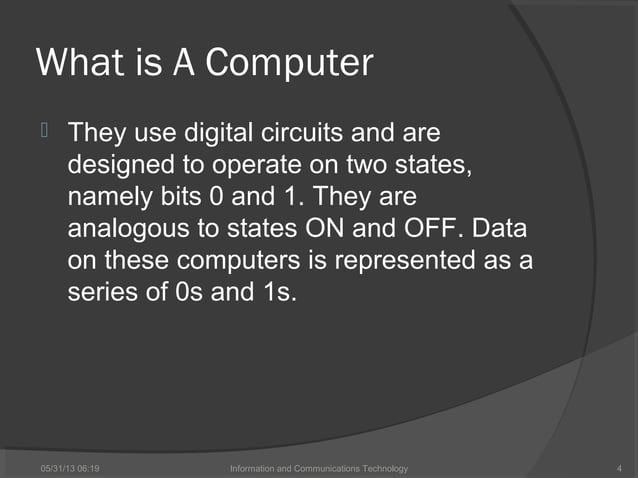 What is A Computer
They use digital circuits and are
designed to operate on two states,
namely bits 0 and 1. They are
analogous to states ON and OFF. Data
on these computers is represented as a
series of 0s and 1s.
05/31/13 06:19 Information and Communications Technology 4